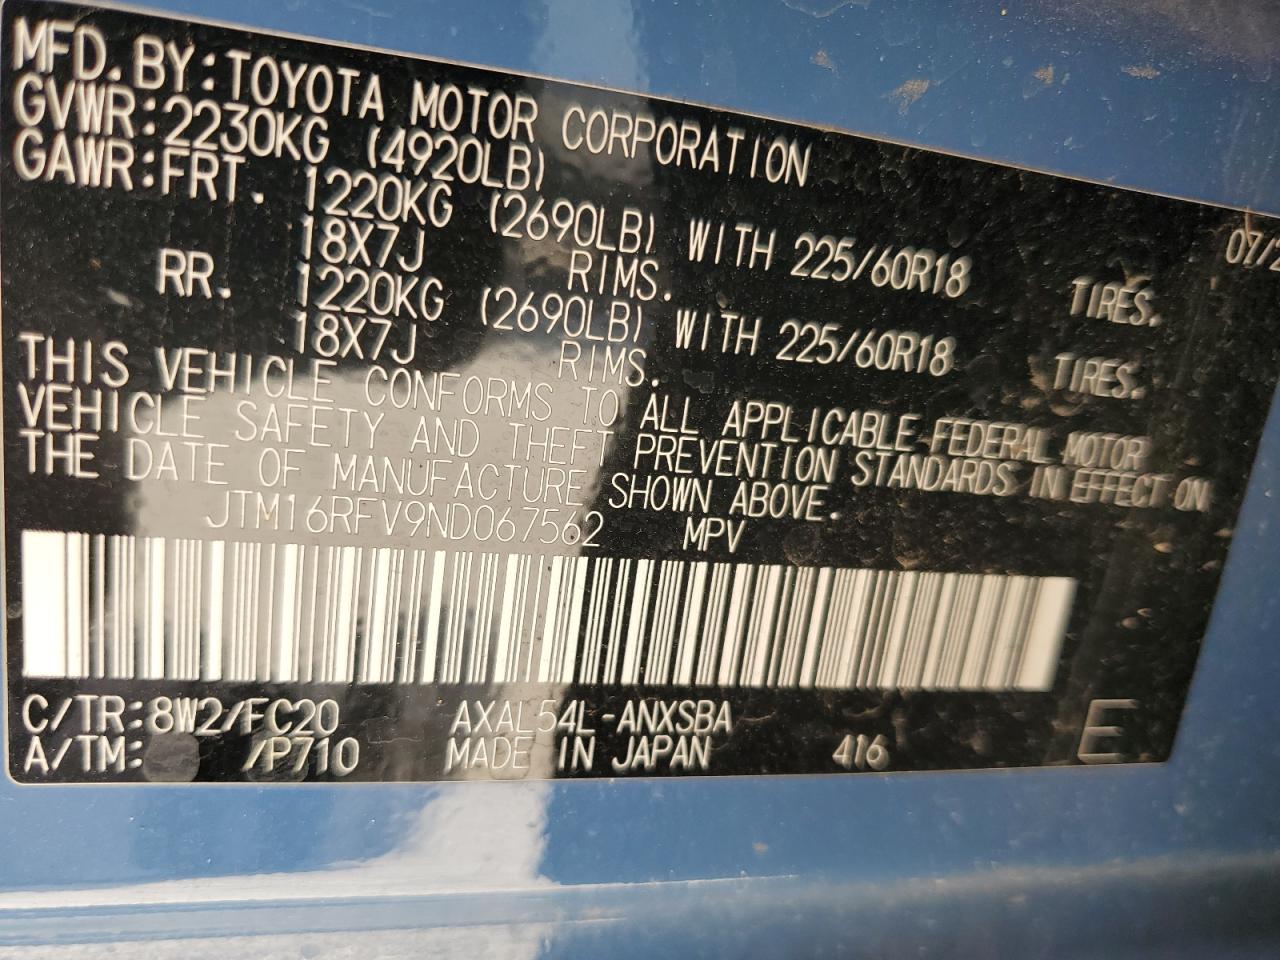 MFD.BY:TOYOTA MOTOR CORPORATION 07/2
GVWR:2230KG (4920LB)
GAWR:FRT. 1220KG (2690LB) WITH 225/60R18 TIRES.
18X7J RIMS.
RR. 1220KG (2690LB) WITH 225/60R18 TIRES.
18X7J RIMS.
THIS VEHICLE CONFORMS TO ALL APPLICABLE FEDERAL MOTOR
VEHICLE SAFETY AND THEFT PREVENTION STANDARDS IN EFFECT ON
THE DATE OF MANUFACTURE SHOWN ABOVE.
JTM16RFV9ND067562 MPV
C/TR:8W2/FC20 AXAL54L-ANXSBA
A/TM: /P710 MADE IN JAPAN 416 E